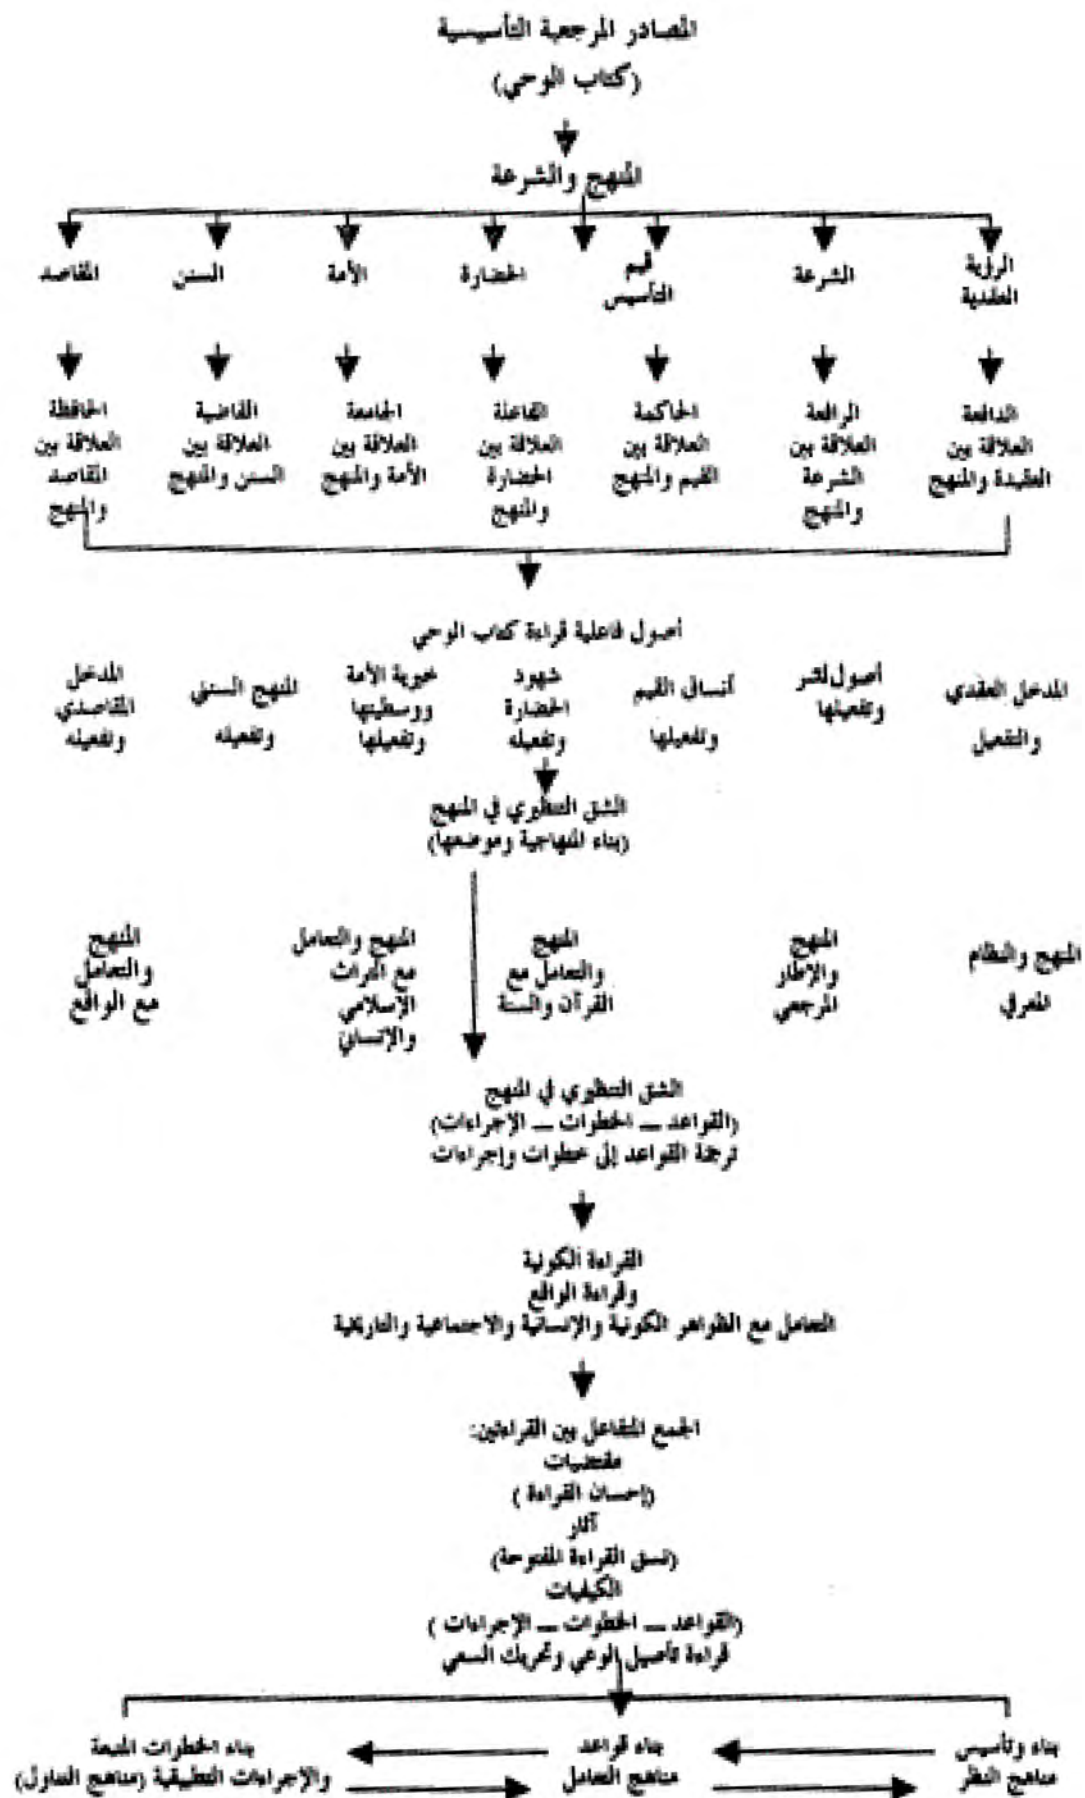 المصادر المرجعية التأسيسية
(كتاب الوحي)
المنهج والشرعة
الرؤية
العقدية
الشرعة
قيم
التأسيس
الحضارة
الأمة
السنن
المقاصد
الدافعة
العلاقة بين
العقيدة والمنهج
الرافعة
العلاقة بين
الشرعة
والمنهج
الحاكمة
العلاقة بين
القيم والمنهج
الفاعلة
العلاقة بين
الحضارة
والمنهج
الجامعة
العلاقة بين
الأمة والمنهج
القاضية
العلاقة بين
السنن والمنهج
الحافظة
العلاقة بين
المقاصد
والمنهج
أصول فاعلية قراءة كتاب الوحي
المدخل العقدي
والتفعيل
أصول
وتفعيلها
أنساق القيم
وتفعيلها
شهود
الحضارة
وتفعيله
خيرية الأمة
ووسطيتها
وتفعيلها
المنهج السنني
وتفعيله
المدخل
المقاصدي
وتفعيله
الشق التنظيري في المنهج
(بناء المنهاجية وموضعها)
المنهج والنظام
المعرفي
المنهج
والإطار
المرجعي
المنهج
والتعامل مع
القرآن والسنة
المنهج والتعامل
مع التراث
الإسلامي
والإنساني
المنهج
والتعامل
مع الواقع
الشق التنظيري في المنهج
(القواعد – الخطوات – الإجراءات)
ترجمة القواعد إلى خطوات وإجراءات
القراءة الكونية
وقراءة الواقع
التعامل مع الظواهر الكونية والإنسانية والاجتماعية والتاريخية
الجمع المتفاعل بين القراءتين:
مقتضيات
(إحسان القراءة )
آثار
(نسق القراءة المفتوحة)
الكيفيات
(القواعد – الخطوات – الإجراءات )
قراءة تأصيل الوعي وتحريك السعي
بناء وتأسيس
مناهج النظر
بناء قواعد
مناهج التعامل
بناء الخطوات المتبعة
والإجراءات التطبيقية (مناهج التناول)